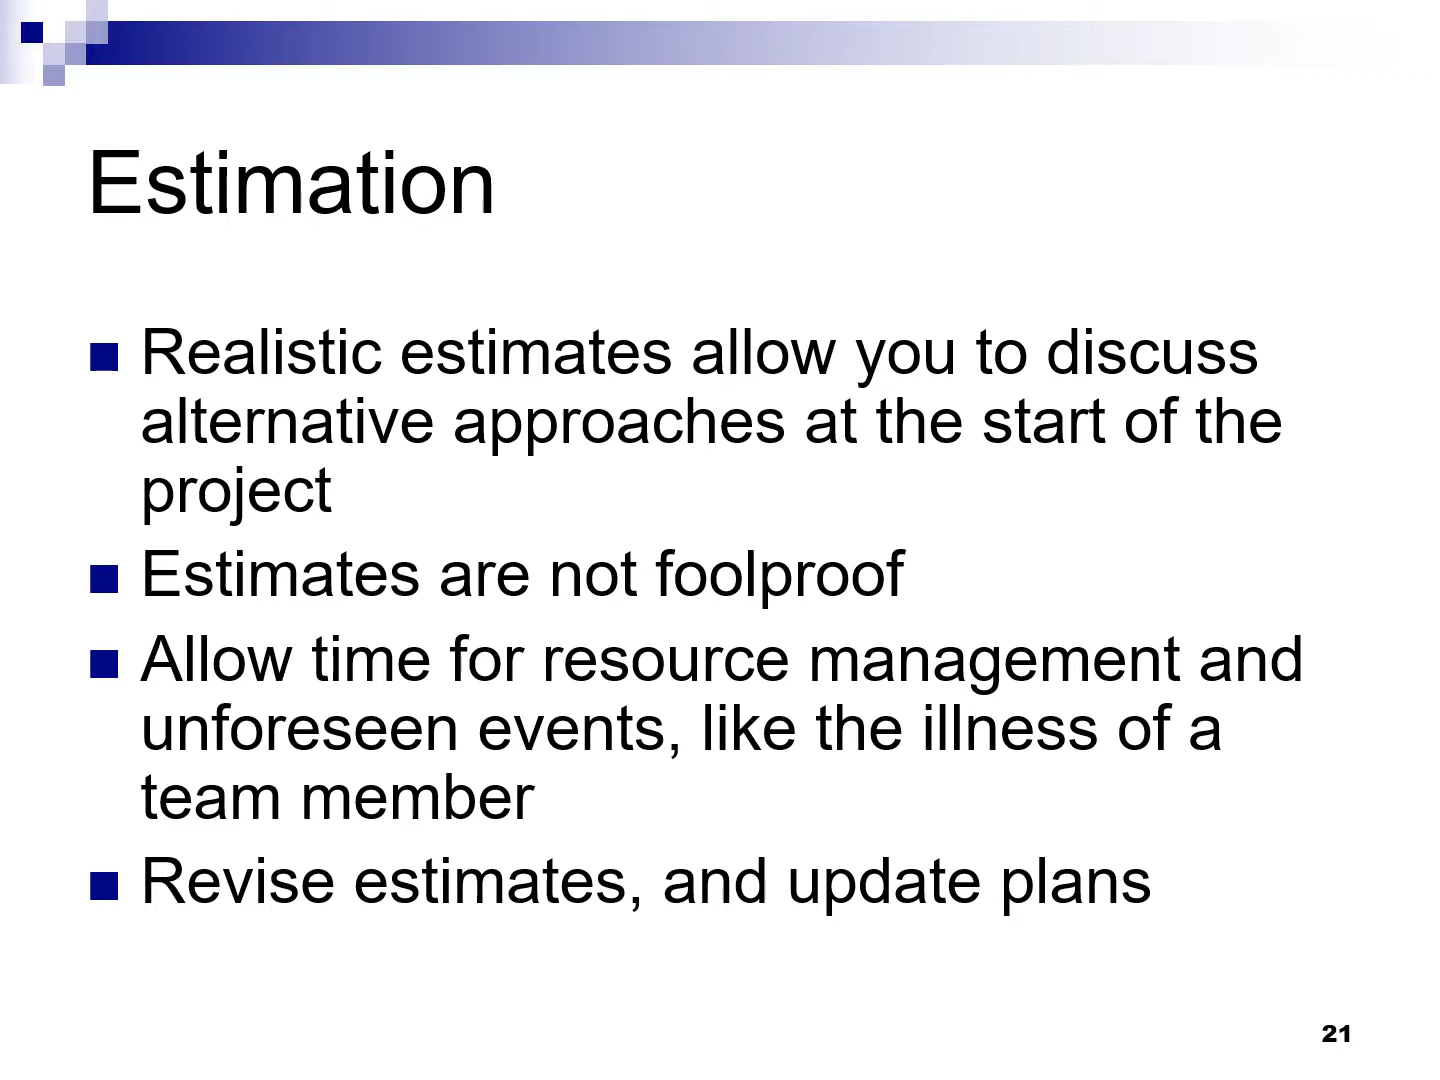 Estimation
Realistic estimates allow you to discuss
alternative approaches at the start of the
project
Estimates are not foolproof
Allow time for resource management and
unforeseen events, like the illness of a
team member
Revise estimates, and update plans
21